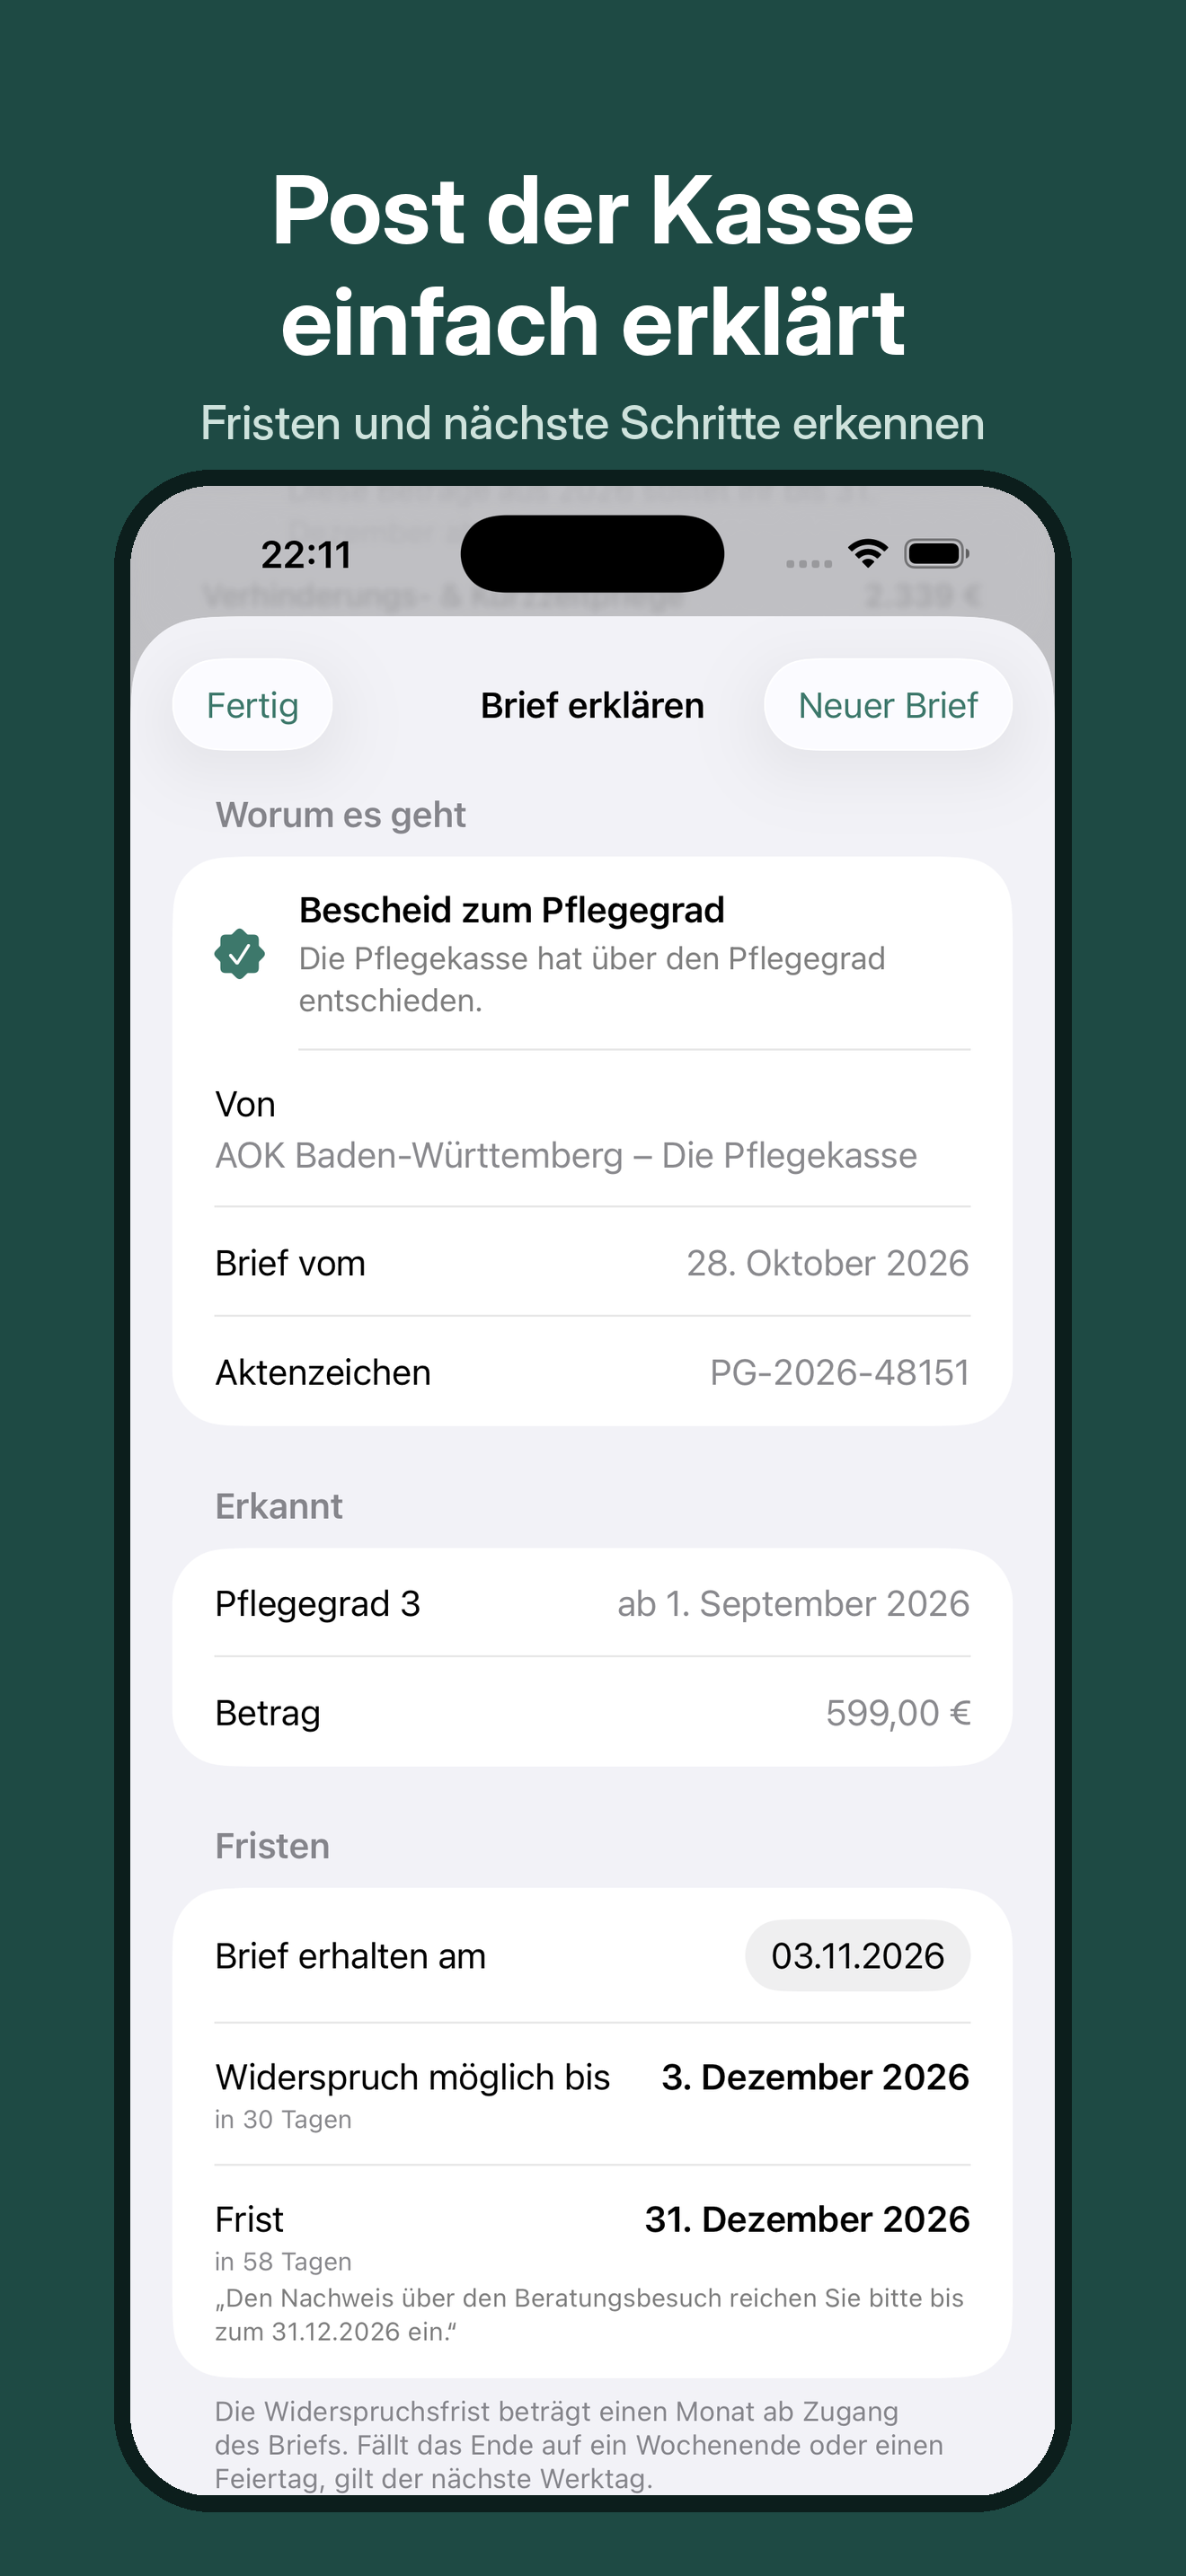 Post der Kasse
einfach erklärt
Fristen und nächste Schritte erkennen
22:11
Verhinderungs- & Kurzzeitpflege 2.339 €
Fertig
Brief erklären
Neuer Brief
Worum es geht
Bescheid zum Pflegegrad
Die Pflegekasse hat über den Pflegegrad
entschieden.
Von
AOK Baden-Württemberg – Die Pflegekasse
Brief vom 28. Oktober 2026
Aktenzeichen PG-2026-48151
Erkannt
Pflegegrad 3 ab 1. September 2026
Betrag 599,00 €
Fristen
Brief erhalten am 03.11.2026
Widerspruch möglich bis 3. Dezember 2026
in 30 Tagen
Frist 31. Dezember 2026
in 58 Tagen
„Den Nachweis über den Beratungsbesuch reichen Sie bitte bis
zum 31.12.2026 ein.“
Die Widerspruchsfrist beträgt einen Monat ab Zugang
des Briefs. Fällt das Ende auf ein Wochenende oder einen
Feiertag, gilt der nächste Werktag.